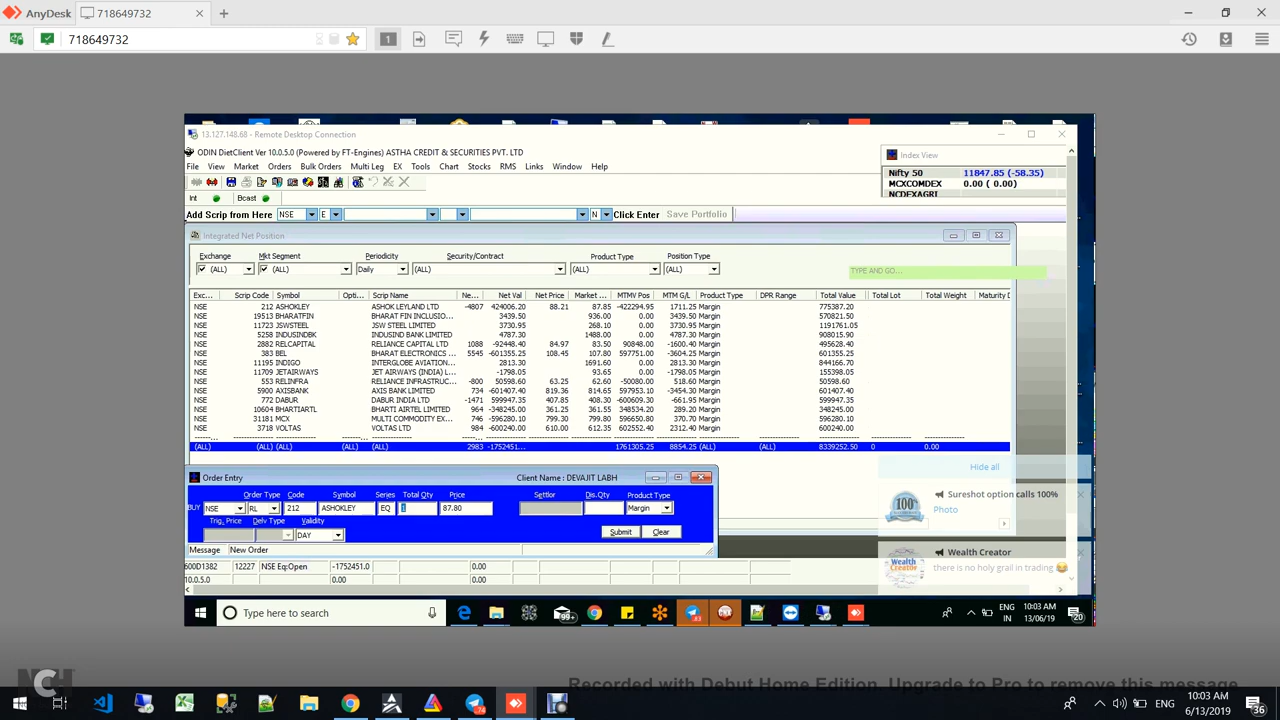 AnyDesk 718649732
718649732 1
13.127.148.68 - Remote Desktop Connection
ODIN DietClient Ver 10.0.5.0 (Powered by FT-Engines) ASTHA CREDIT & SECURITIES PVT. LTD
Index View
File View Market Orders Bulk Orders Multi Leg EX Tools Chart Stocks RMS Links Window Help
Nifty 50 11847.85 (-58.35)
MCXCOMDEX 0.00 ( 0.00)
NCDEXAGRI
Int Bcast
Add Scrip from Here NSE E N Click Enter Save Portfolio
Integrated Net Position
Exchange Mkt Segment Periodicity Security/Contract Product Type Position Type
(ALL) (ALL) Daily (ALL) (ALL) (ALL)
TYPE AND GO...
Exc... Scrip Code Symbol Opti... Scrip Name Ne... Net Val Net Price Market ... MTMV Pos MTM G/L Product Type DPR Range Total Value Total Lot Total Weight Maturity D
NSE 212 ASHOKLEY ASHOKLEYLAND LTD -4807 424006.20 88.21 87.85 -422294.95 1711.25 Margin 775387.20
NSE 19513 BHARATFIN BHARAT FIN INCLUSIO... 3439.50 936.00 0.00 3439.50 Margin 570821.50
NSE 11723 JSWSTEEL JSW STEEL LIMITED 3730.95 268.10 0.00 3730.95 Margin 1191761.05
NSE 5258 INDUSINDBK INDUSIND BANK LIMITED 4787.30 1488.00 0.00 4787.30 Margin 908015.90
NSE 2882 RELCAPITAL RELIANCE CAPITAL LTD 1088 -92448.40 84.97 83.50 90848.00 -1600.40 Margin 495628.40
NSE 383 BEL BHARAT ELECTRONICS ... 5545 -601355.25 108.45 107.80 597751.00 -3604.25 Margin 601355.25
NSE 11195 INDIGO INTERGLOBE AVIATION... 2813.30 1691.60 0.00 2813.30 Margin 844166.70
NSE 11709 JETAIRWAYS JET AIRWAYS (INDIA) L... -1798.05 93.65 0.00 -1798.05 Margin 155398.05
NSE 553 RELINFRA RELIANCE INFRASTRUC... -800 50598.60 63.25 62.60 -50080.00 518.60 Margin 50598.60
NSE 5900 AXISBANK AXIS BANK LIMITED 734 -601407.40 819.36 814.65 597953.10 -3454.30 Margin 601407.40
NSE 772 DABUR DABUR INDIA LTD -1471 599947.35 407.85 408.30 -600609.30 -661.95 Margin 599947.35
NSE 10604 BHARTIARTL BHARTI AIRTEL LIMITED 964 -348245.00 361.25 361.55 348534.20 289.20 Margin 348245.00
NSE 31181 MCX MULTI COMMODITY EX... 746 -596280.10 799.30 799.80 596650.80 370.70 Margin 596280.10
NSE 3718 VOLTAS VOLTAS LTD 984 -600240.00 610.00 612.35 602552.40 2312.40 Margin 600240.00
(ALL) (ALL) (ALL) (ALL) (ALL) 2983 -1752451... 1761305.25 8854.25 (ALL) (ALL) 8339252.50 0 0.00
Hide all
Order Entry Client Name : DEVAJIT LABH
Order Type Code Symbol Series Total Qty Price Settlor Dis.Qty Product Type
BUY NSE RL 212 ASHOKLEY EQ 1 87.80 Margin
Trig. Price Delv Type Validity
DAY Submit Clear
Message New Order
Sureshot option calls 100%
Photo
100
Wealth Creator
there is no holy grail in trading
Wealth Creator
600D1382 12227 NSE Eq:Open -1752451.0 0.00
10.0.5.0 0.00 0.00
Type here to search 99+ 83 ENG IN 10:03 AM 13/06/19 20
NCH
Recorded with Debut Home Edition. Upgrade to Pro to remove this message
74 ENG 10:03 AM 6/13/2019 36